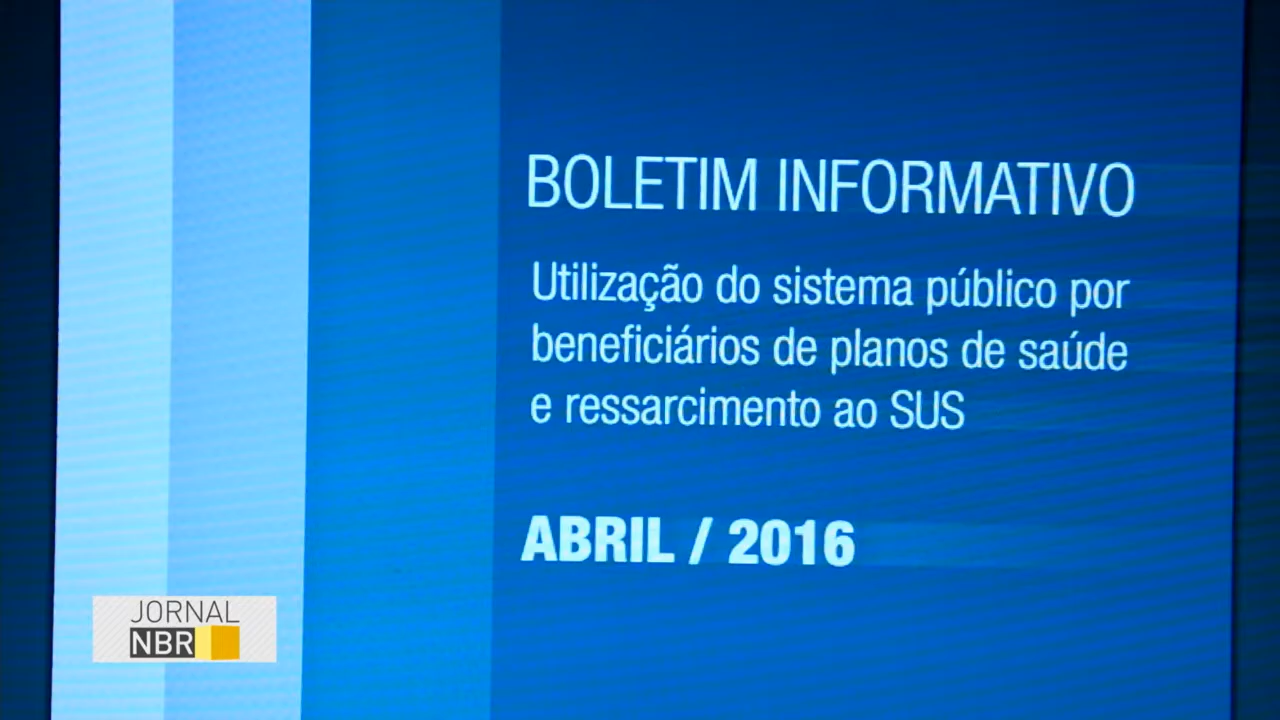 BOLETIM INFORMATIVO
Utilização do sistema público por
beneficiários de planos de saúde
e ressarcimento ao SUS
ABRIL / 2016
JORNAL
NBR